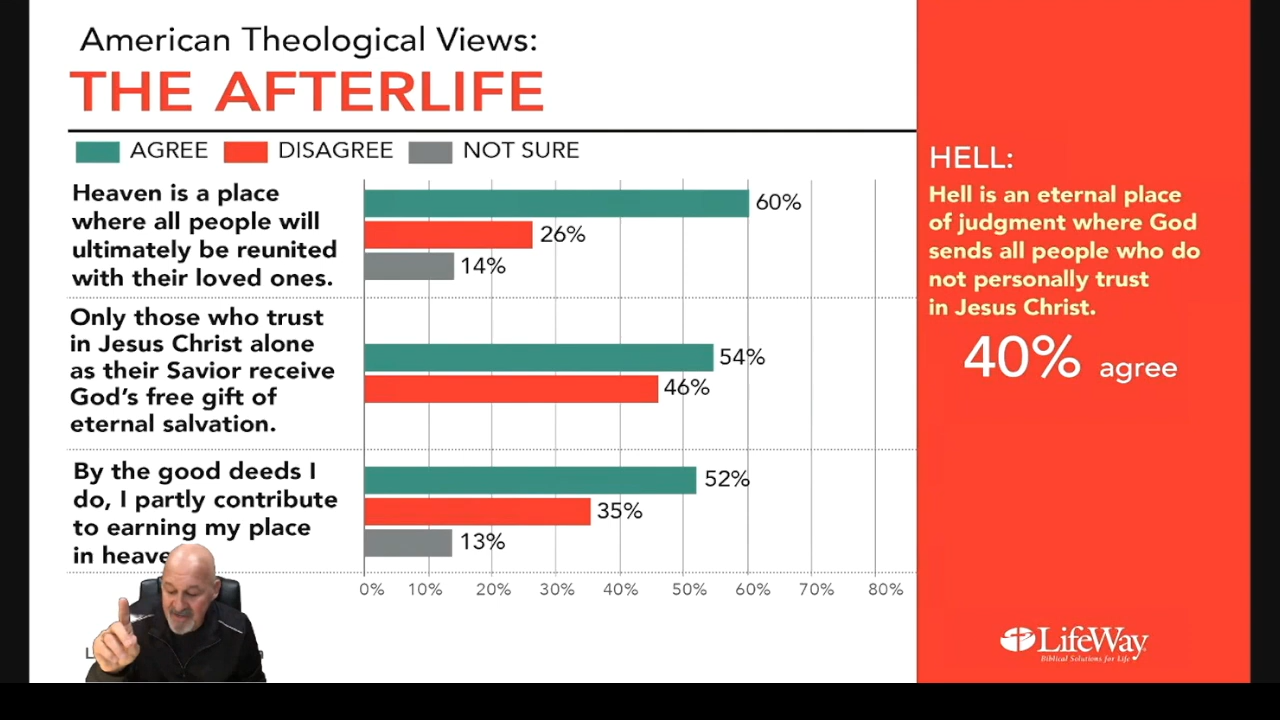 American Theological Views:
THE AFTERLIFE
AGREE DISAGREE NOT SURE
Heaven is a place
where all people will
ultimately be reunited
with their loved ones.
60%
26%
14%
Only those who trust
in Jesus Christ alone
as their Savior receive
God's free gift of
eternal salvation.
54%
46%
By the good deeds I
do, I partly contribute
to earning my place
in
52%
35%
13%
0% 10% 20% 30% 40% 50% 60% 70% 80%
HELL:
Hell is an eternal place
of judgment where God
sends all people who do
not personally trust
in Jesus Christ.
40% agree
LifeWay
Biblical Solutions for Life